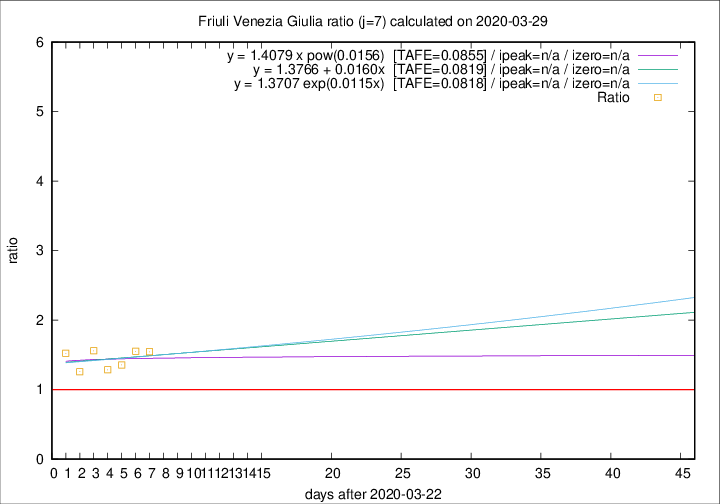 Friuli Venezia Giulia ratio (j=7) calculated on 2020-03-29
y = 1.4079 x pow(0.0156) [TAFE=0.0855] / ipeak=n/a / izero=n/a
y = 1.3766 + 0.0160x [TAFE=0.0819] / ipeak=n/a / izero=n/a
y = 1.3707 exp(0.0115x) [TAFE=0.0818] / ipeak=n/a / izero=n/a
Ratio
6
5
4
3
2
1
0
ratio
0 1 2 3 4 5 6 7 8 9 10 11 12 13 14 15 20 25 30 35 40 45
days after 2020-03-22